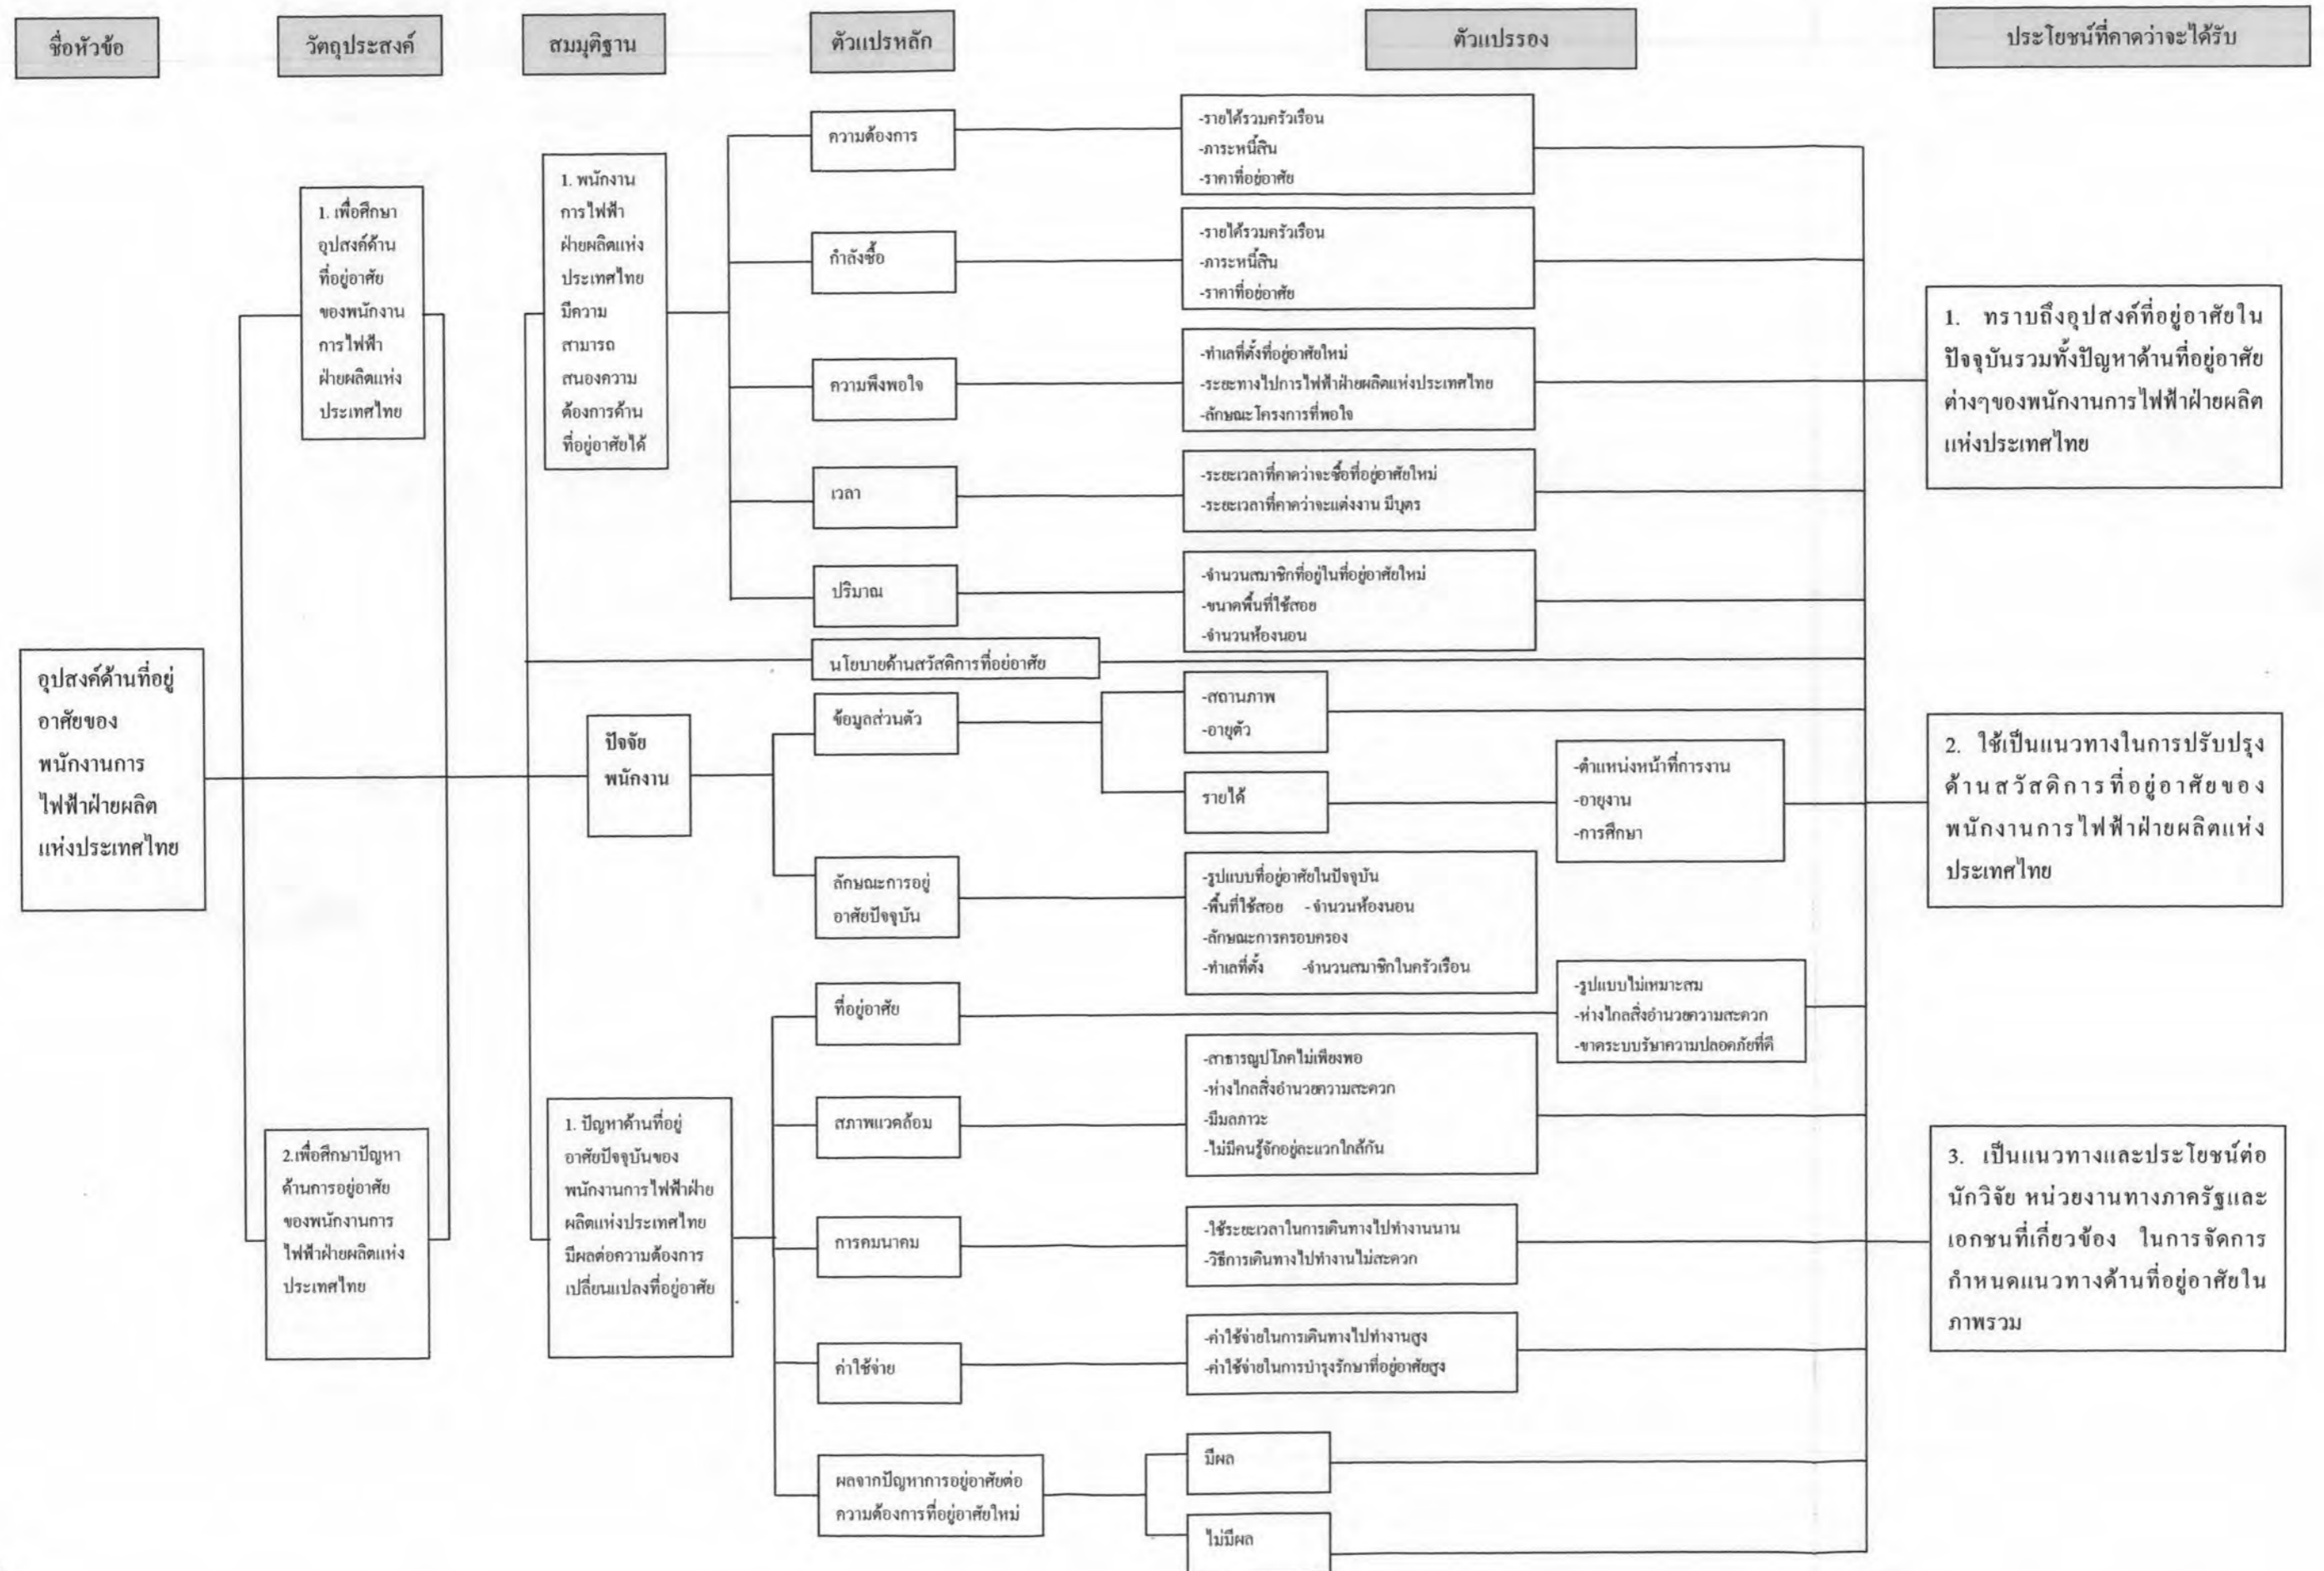 ชื่อหัวข้อ
วัตถุประสงค์
สมมุติฐาน
ตัวแปรหลัก
ตัวแปรรอง
ประโยชน์ที่คาดว่าจะได้รับ
อุปสงค์ด้านที่อยู่
อาศัยของ
พนักงานการ
ไฟฟ้าฝ่ายผลิต
แห่งประเทศไทย
1. เพื่อศึกษา
อุปสงค์ด้าน
ที่อยู่อาศัย
ของพนักงาน
การไฟฟ้า
ฝ่ายผลิตแห่ง
ประเทศไทย
2.เพื่อศึกษาปัญหา
ด้านการอยู่อาศัย
ของพนักงานการ
ไฟฟ้าฝ่ายผลิตแห่ง
ประเทศไทย
1. พนักงาน
การไฟฟ้า
ฝ่ายผลิตแห่ง
ประเทศไทย
มีความ
สามารถ
สนองความ
ต้องการด้าน
ที่อยู่อาศัยได้
ปัจจัย
พนักงาน
1. ปัญหาด้านที่อยู่
อาศัยปัจจุบันของ
พนักงานการไฟฟ้าฝ่าย
ผลิตแห่งประเทศไทย
มีผลต่อความต้องการ
เปลี่ยนแปลงที่อยู่อาศัย
ความต้องการ
-รายได้รวมครัวเรือน
-ภาระหนี้สิน
-ราคาที่อยู่อาศัย
กำลังซื้อ
-รายได้รวมครัวเรือน
-ภาระหนี้สิน
-ราคาที่อยู่อาศัย
ความพึงพอใจ
-ทำเลที่ตั้งที่อยู่อาศัยใหม่
-ระยะทางไปการไฟฟ้าฝ่ายผลิตแห่งประเทศไทย
-ลักษณะโครงการที่พอใจ
เวลา
-ระยะเวลาที่คาดว่าจะซื้อที่อยู่อาศัยใหม่
-ระยะเวลาที่คาดว่าจะแต่งงาน มีบุตร
ปริมาณ
-จำนวนสมาชิกที่อยู่ในที่อยู่อาศัยใหม่
-ขนาดพื้นที่ใช้สอย
-จำนวนห้องนอน
นโยบายด้านสวัสดิการที่อยู่อาศัย
ข้อมูลส่วนตัว
-สถานภาพ
-อายุตัว
รายได้
-ตำแหน่งหน้าที่การงาน
-อายุงาน
-การศึกษา
ลักษณะการอยู่
อาศัยปัจจุบัน
-รูปแบบที่อยู่อาศัยในปัจจุบัน
-พื้นที่ใช้สอย -จำนวนห้องนอน
-ลักษณะการครอบครอง
-ทำเลที่ตั้ง -จำนวนสมาชิกในครัวเรือน
ที่อยู่อาศัย
-รูปแบบไม่เหมาะสม
-ห่างไกลสิ่งอำนวยความสะดวก
-ขาดระบบรักษาความปลอดภัยที่ดี
สภาพแวดล้อม
-สาธารณูปโภคไม่เพียงพอ
-ห่างไกลสิ่งอำนวยความสะดวก
-มีมลภาวะ
-ไม่มีคนรู้จักอยู่ละแวกใกล้กัน
การคมนาคม
-ใช้ระยะเวลาในการเดินทางไปทำงานนาน
-วิธีการเดินทางไปทำงานไม่สะดวก
ค่าใช้จ่าย
-ค่าใช้จ่ายในการเดินทางไปทำงานสูง
-ค่าใช้จ่ายในการบำรุงรักษาที่อยู่อาศัยสูง
ผลจากปัญหาการอยู่อาศัยต่อ
ความต้องการที่อยู่อาศัยใหม่
มีผล
ไม่มีผล
1. ทราบถึงอุปสงค์ที่อยู่อาศัยใน
ปัจจุบันรวมทั้งปัญหาด้านที่อยู่อาศัย
ต่างๆของพนักงานการไฟฟ้าฝ่ายผลิต
แห่งประเทศไทย
2. ใช้เป็นแนวทางในการปรับปรุง
ด้านสวัสดิการที่อยู่อาศัยของ
พนักงานการไฟฟ้าฝ่ายผลิตแห่ง
ประเทศไทย
3. เป็นแนวทางและประโยชน์ต่อ
นักวิจัย หน่วยงานทางภาครัฐและ
เอกชนที่เกี่ยวข้อง ในการจัดการ
กำหนดแนวทางด้านที่อยู่อาศัยใน
ภาพรวม